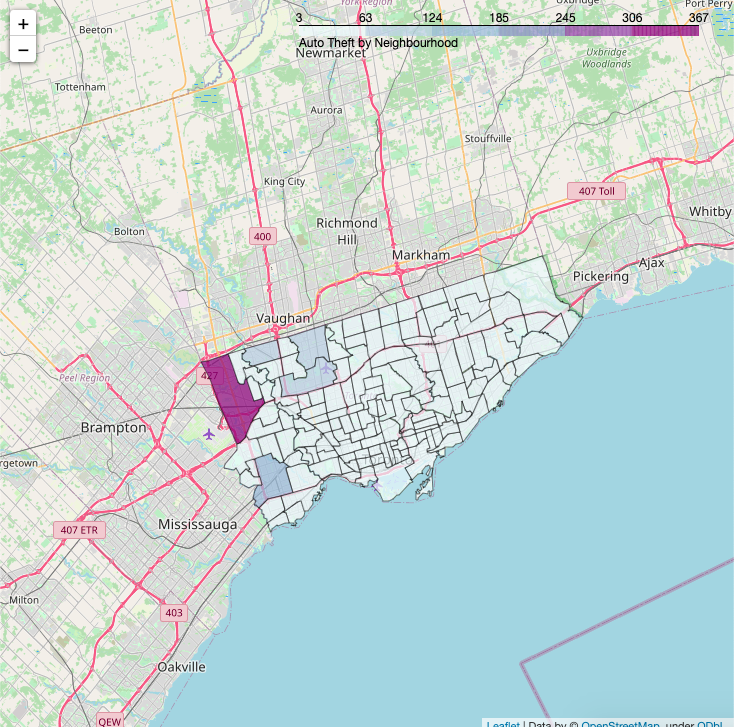 York Region
Uxbridge
Port Perry
+
3 63 124 185 245 306 367
Beeton
−
Auto Theft by Neighbourhood
Newmarket
Uxbridge
Woodlands
Tottenham
Aurora
Stouffville
King City
407 Toll
Whitby
Richmond
Hill
Bolton
400
Markham
Ajax
Pickering
Vaughan
427
Peel Region
Brampton
rgetown
Mississauga
407 ETR
Milton
403
Oakville
QEW
Leaflet | Data by © OpenStreetMap, under ODbL